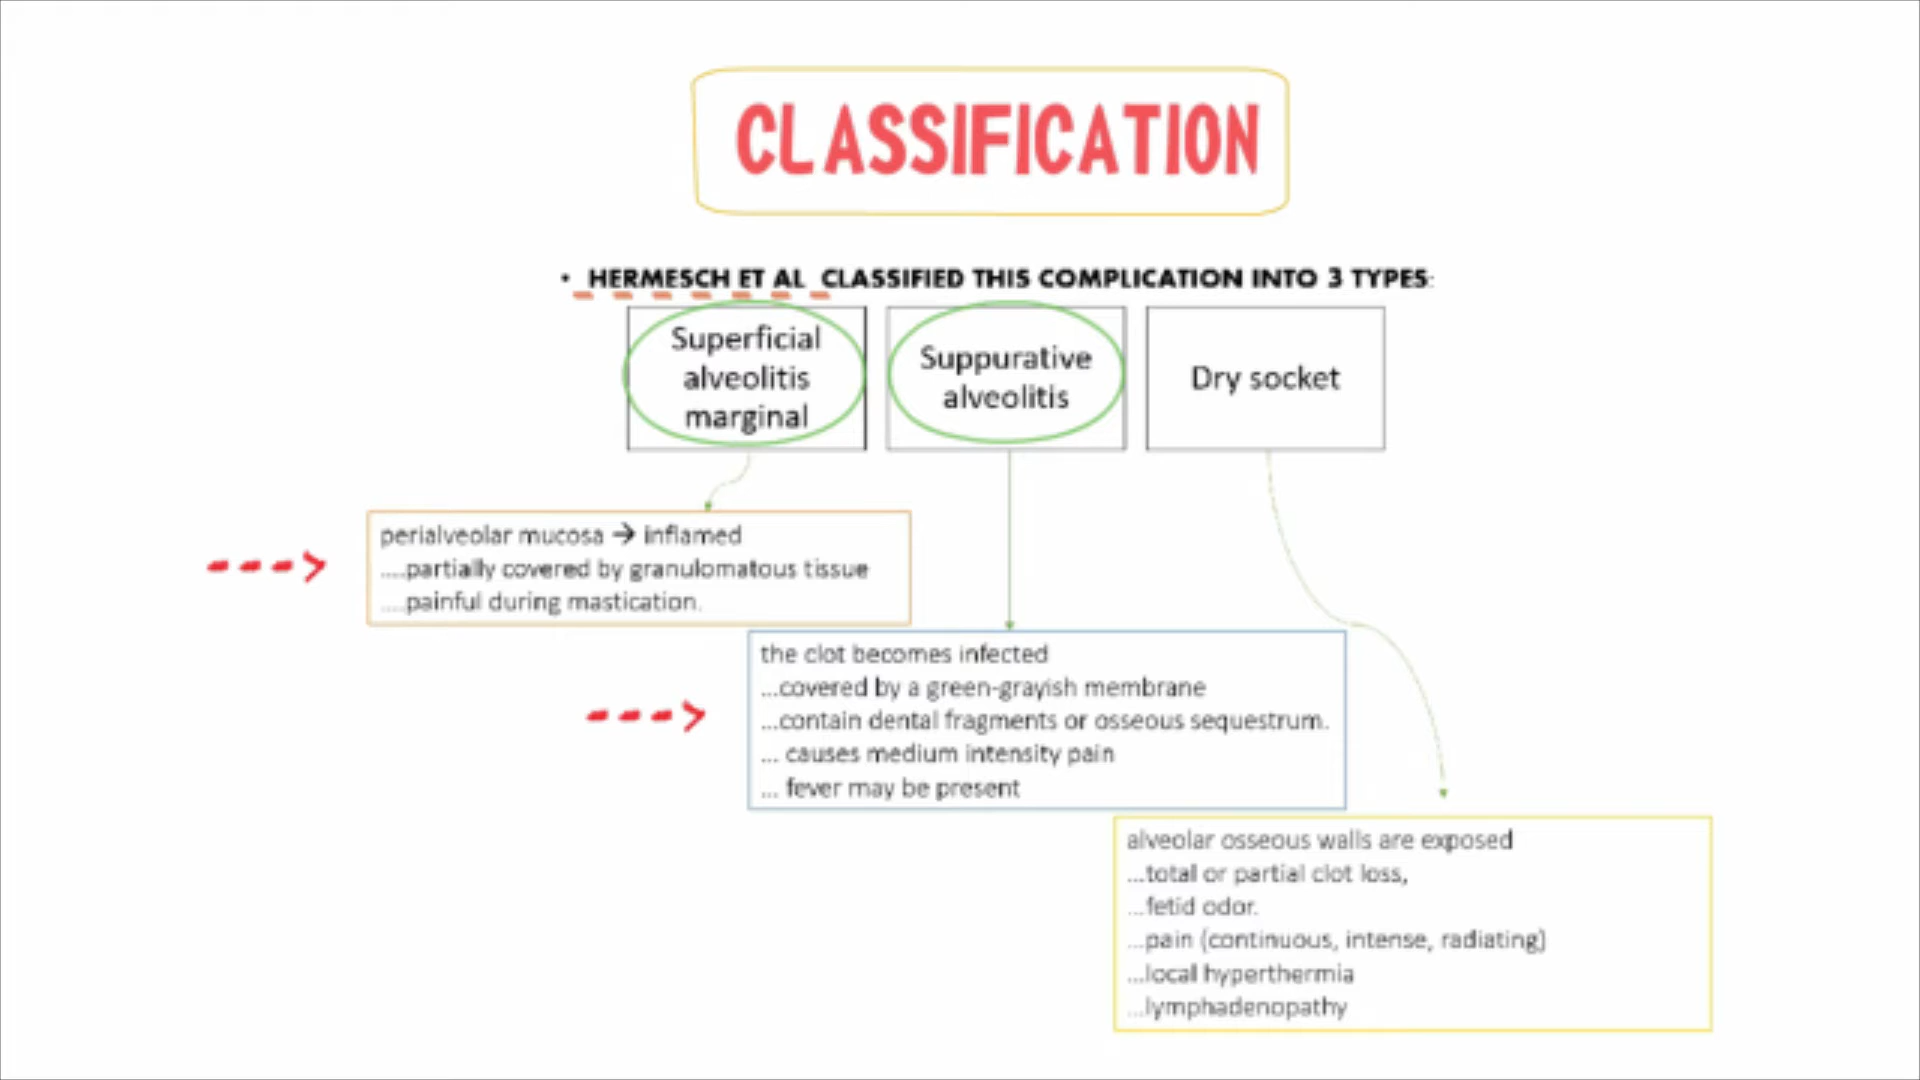 CLASSIFICATION
• HERMESCH ET AL CLASSIFIED THIS COMPLICATION INTO 3 TYPES:
Superficial
alveolitis
marginal
Suppurative
alveolitis
Dry socket
perialveolar mucosa → inflamed
....partially covered by granulomatous tissue
....painful during mastication.
the clot becomes infected
...covered by a green-grayish membrane
...contain dental fragments or osseous sequestrum.
... causes medium intensity pain
... fever may be present
alveolar osseous walls are exposed
...total or partial clot loss,
...fetid odor.
...pain (continuous, intense, radiating)
...local hyperthermia
...lymphadenopathy